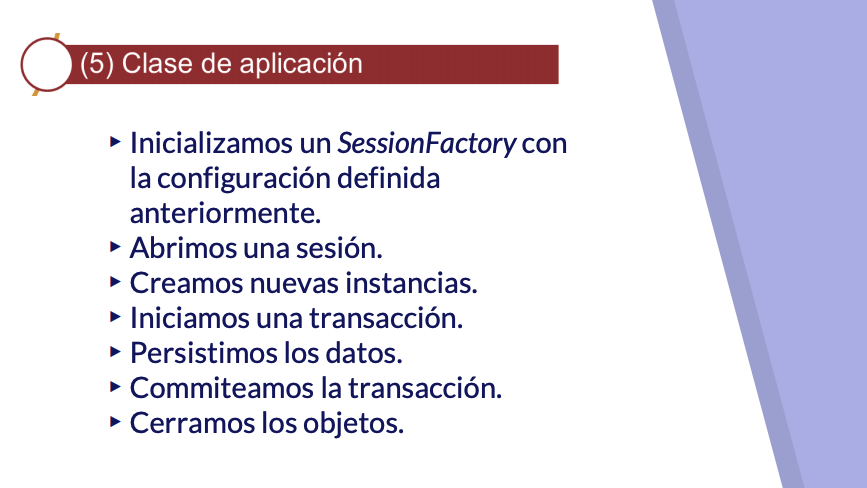 (5) Clase de aplicación
▸ Inicializamos un SessionFactory con
la configuración definida
anteriormente.
▸ Abrimos una sesión.
▸ Creamos nuevas instancias.
▸ Iniciamos una transacción.
▸ Persistimos los datos.
▸ Commiteamos la transacción.
▸ Cerramos los objetos.